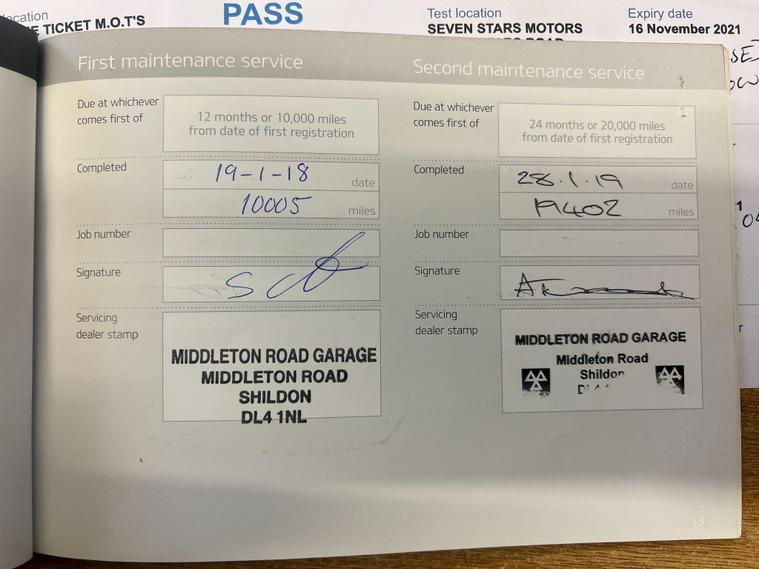 ocation
E TICKET M.O.T'S
PASS
Test location
SEVEN STARS MOTORS
ROAD
Expiry date
16 November 2021
First maintenance service
Due at whichever
comes first of
12 months or 10,000 miles
from date of first registration
Completed
19-1-18
date
10005
miles
Job number
Signature
Servicing
dealer stamp
MIDDLETON ROAD GARAGE
MIDDLETON ROAD
SHILDON
DL4 1NL
Second maintenance service
Due at whichever
comes first of
24 months or 20,000 miles
from date of first registration
Completed
28.1.19
date
19402
miles
Job number
Signature
Servicing
dealer stamp
MIDDLETON ROAD GARAGE
Middleton Road
Shildon
13